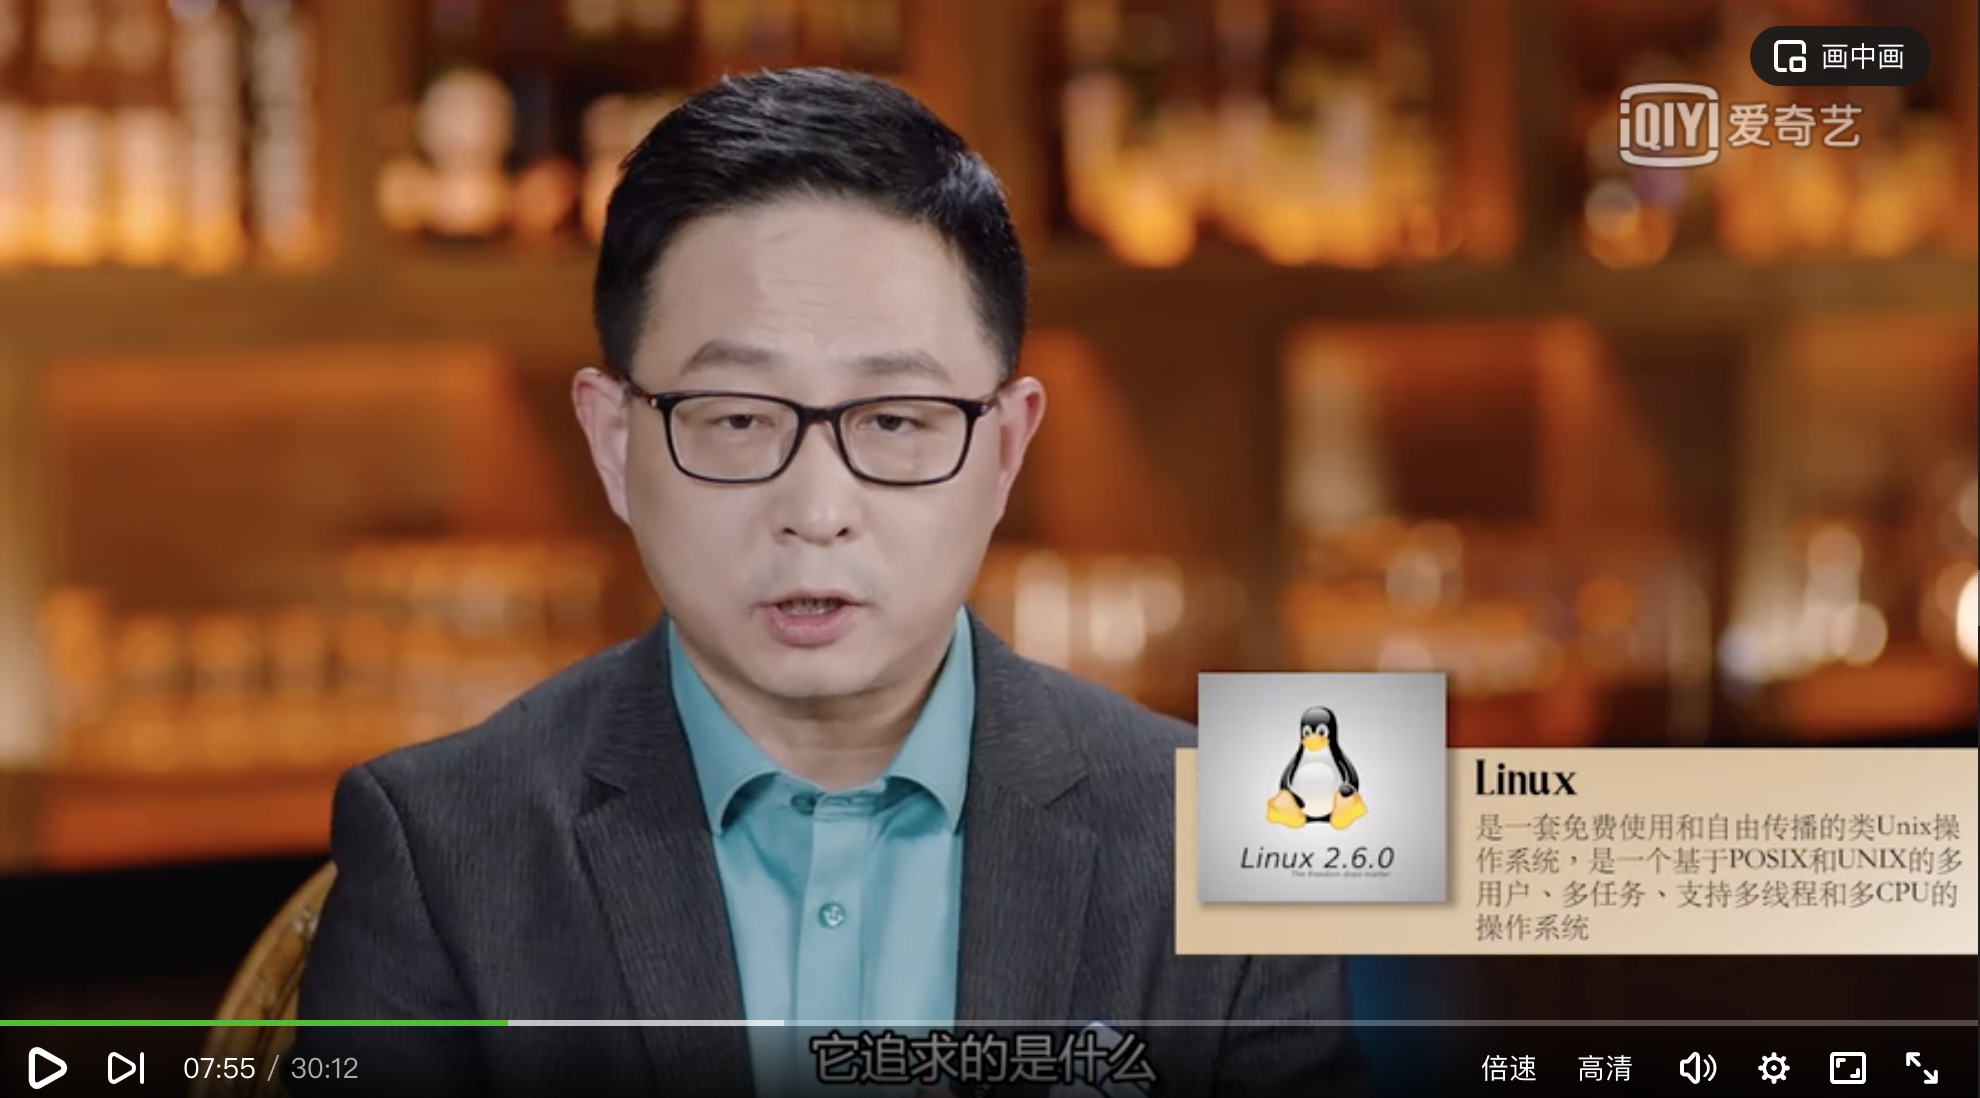 画中画
iQIYI 爱奇艺
Linux
是一套免费使用和自由传播的类Unix操
作系统，是一个基于POSIX和UNIX的多
用户、多任务、支持多线程和多CPU的
操作系统
Linux 2.6.0
The freedom does matter
它追求的是什么
07:55 / 30:12
倍速
高清